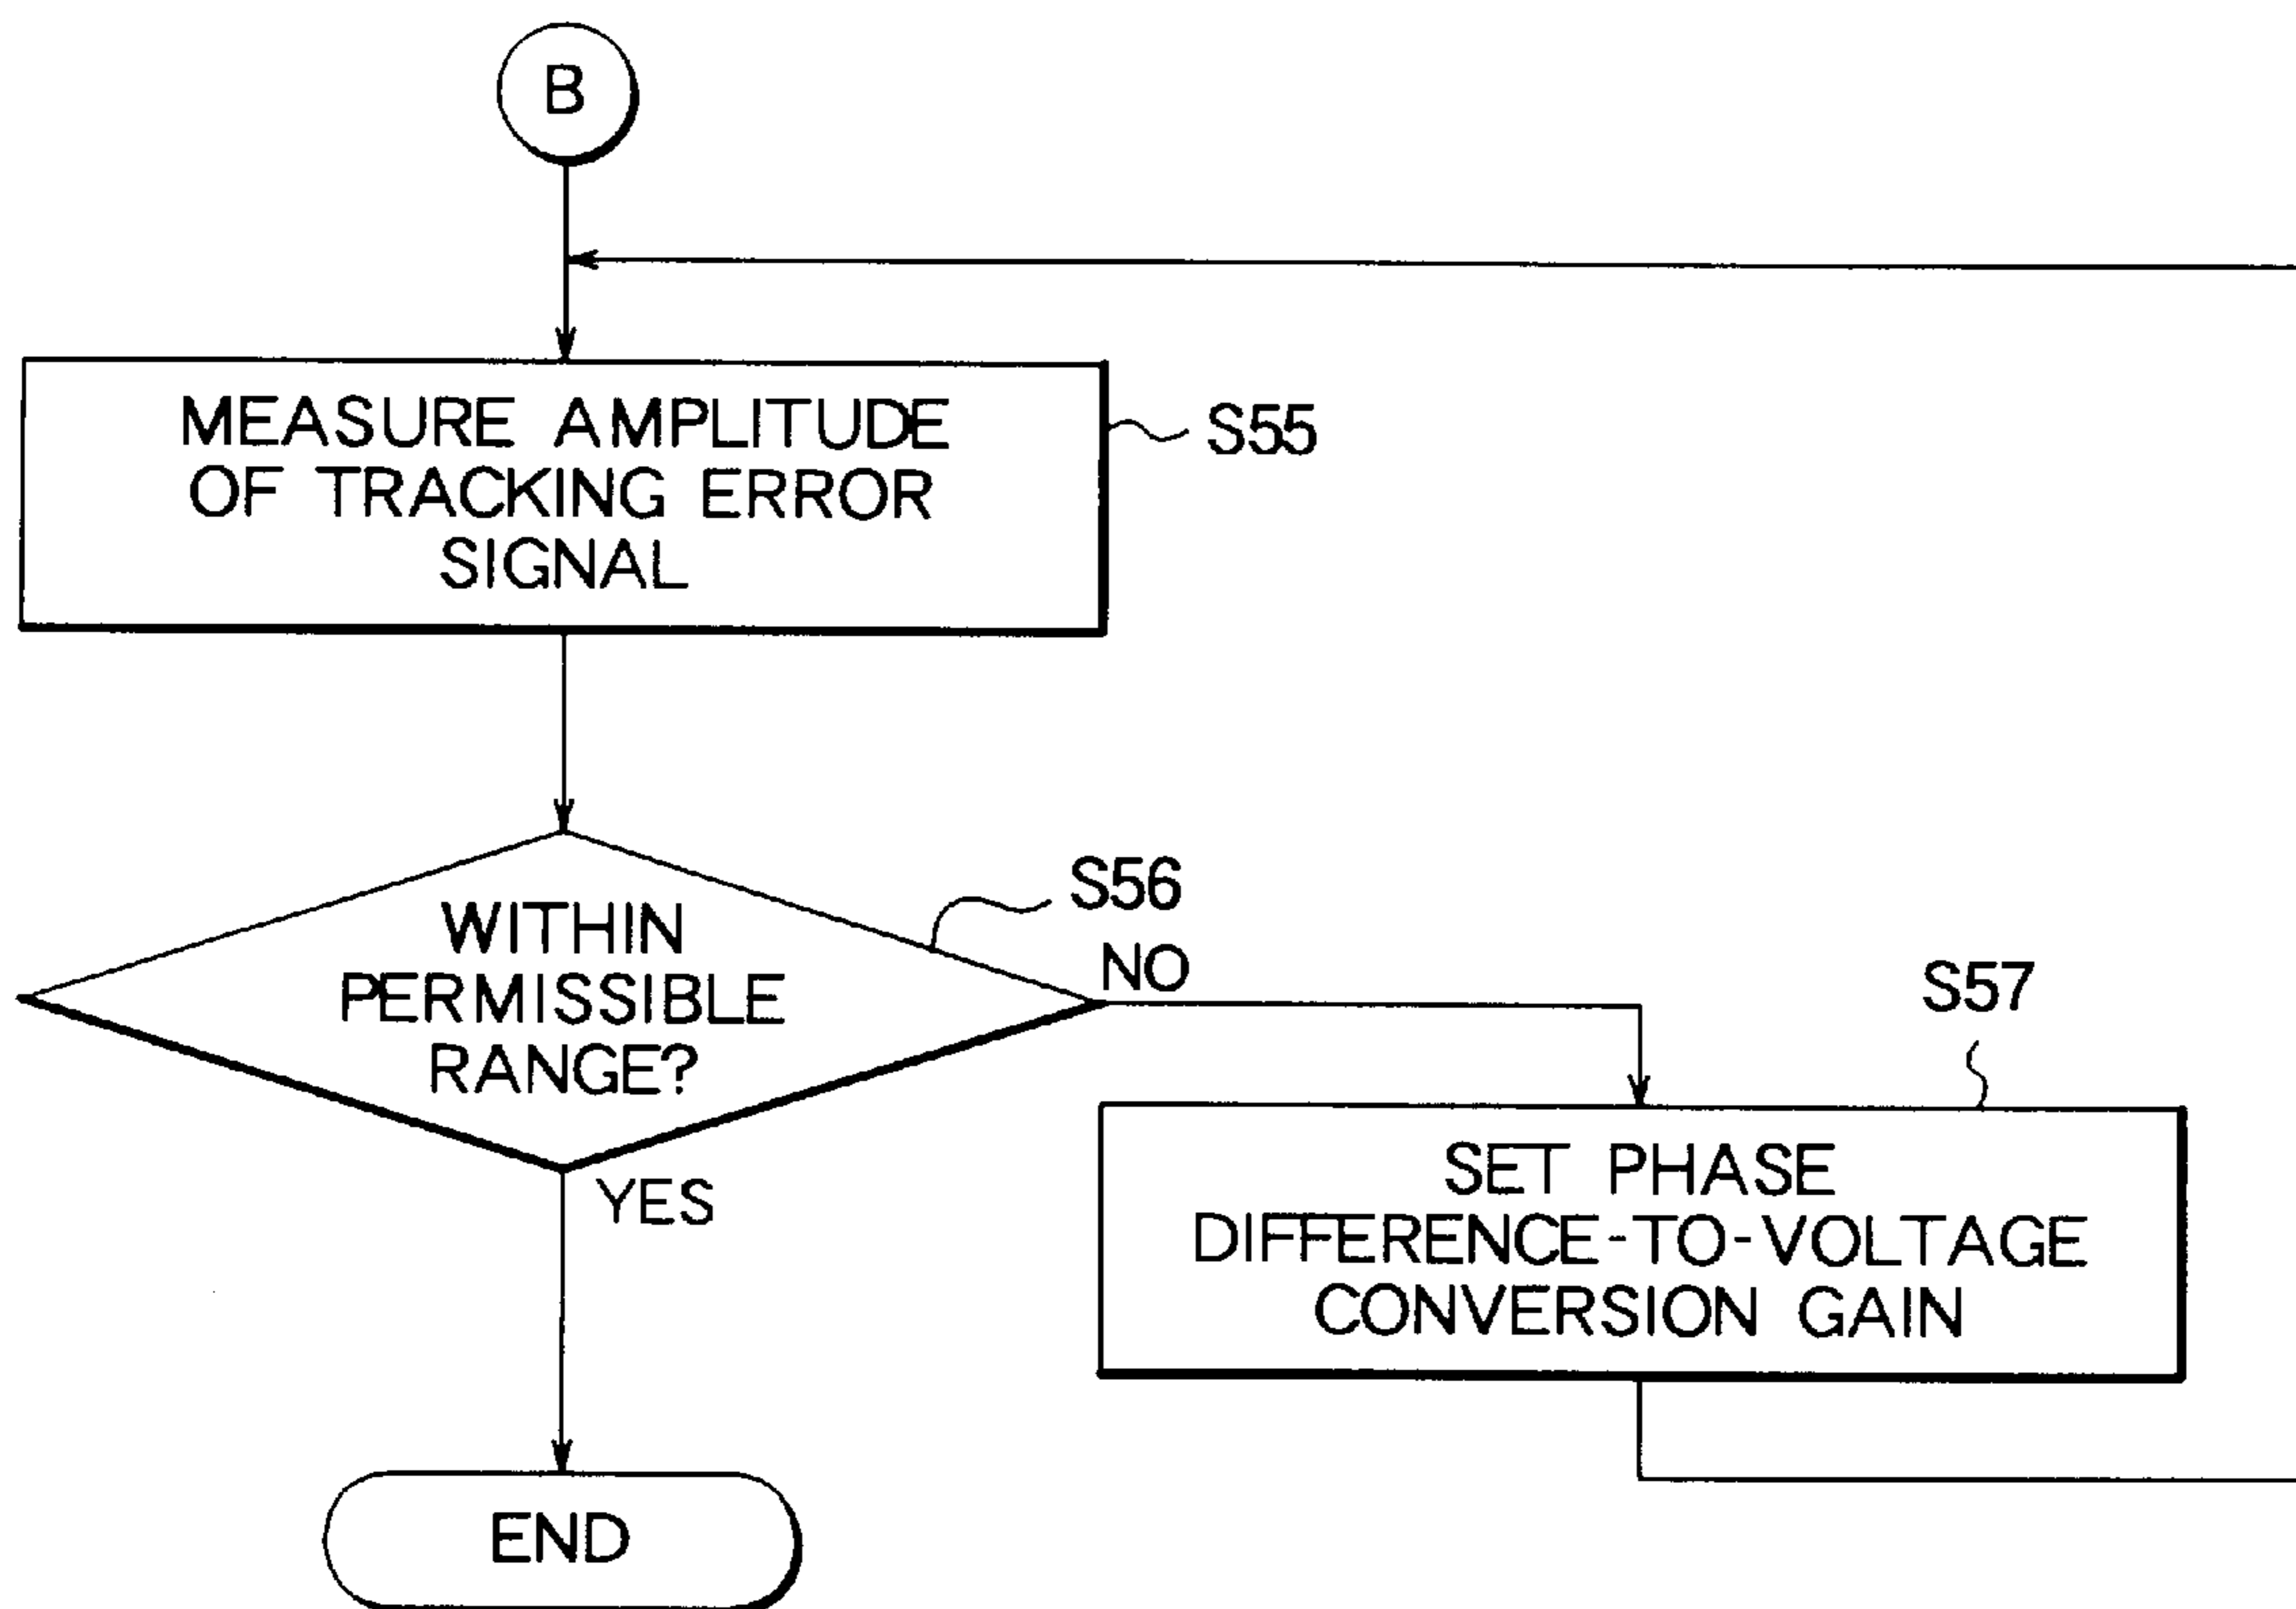 B
MEASURE AMPLITUDE
OF TRACKING ERROR
SIGNAL
S55
WITHIN
PERMISSIBLE
RANGE?
S56
NO
YES
S57
SET PHASE
DIFFERENCE-TO-VOLTAGE
CONVERSION GAIN
END